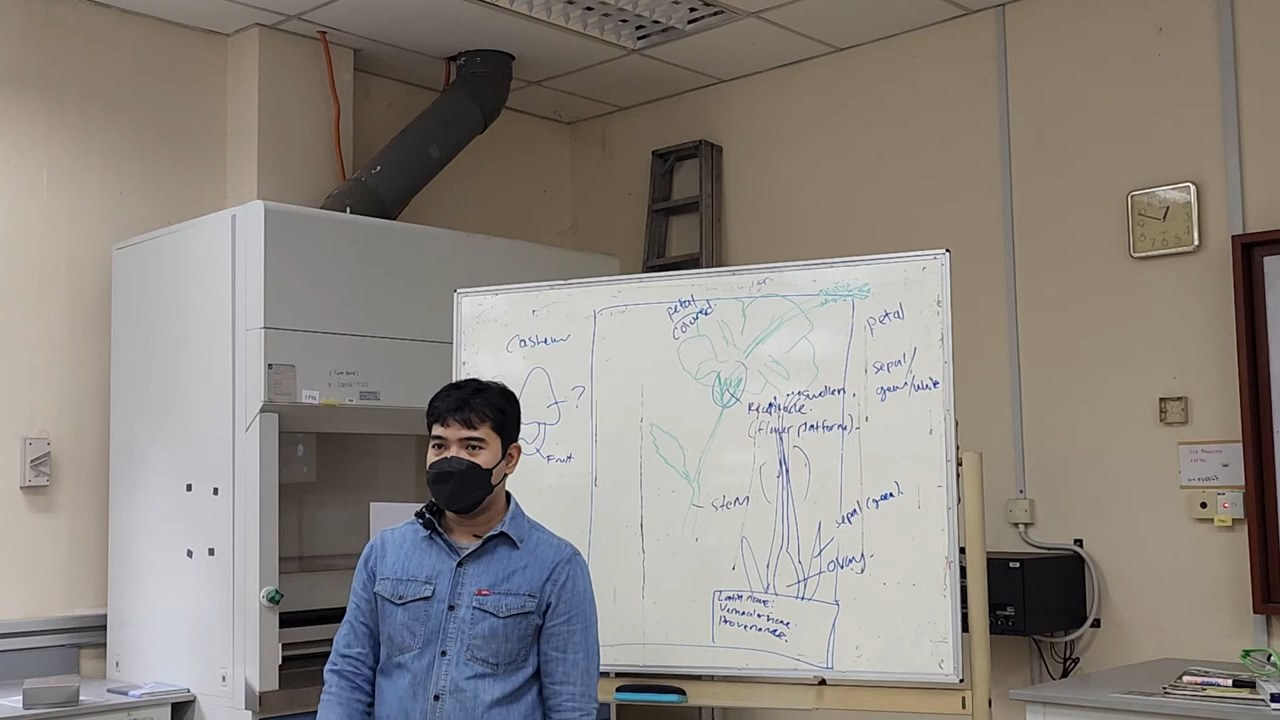 Cashew
?
Fruit
petal
colored.
petal
sepal/
green/white
swollen.
Receptacle.
(flower platform).
stem
sepal (green).
ovary.
Latin name:
Vernacular name:
Provenance.